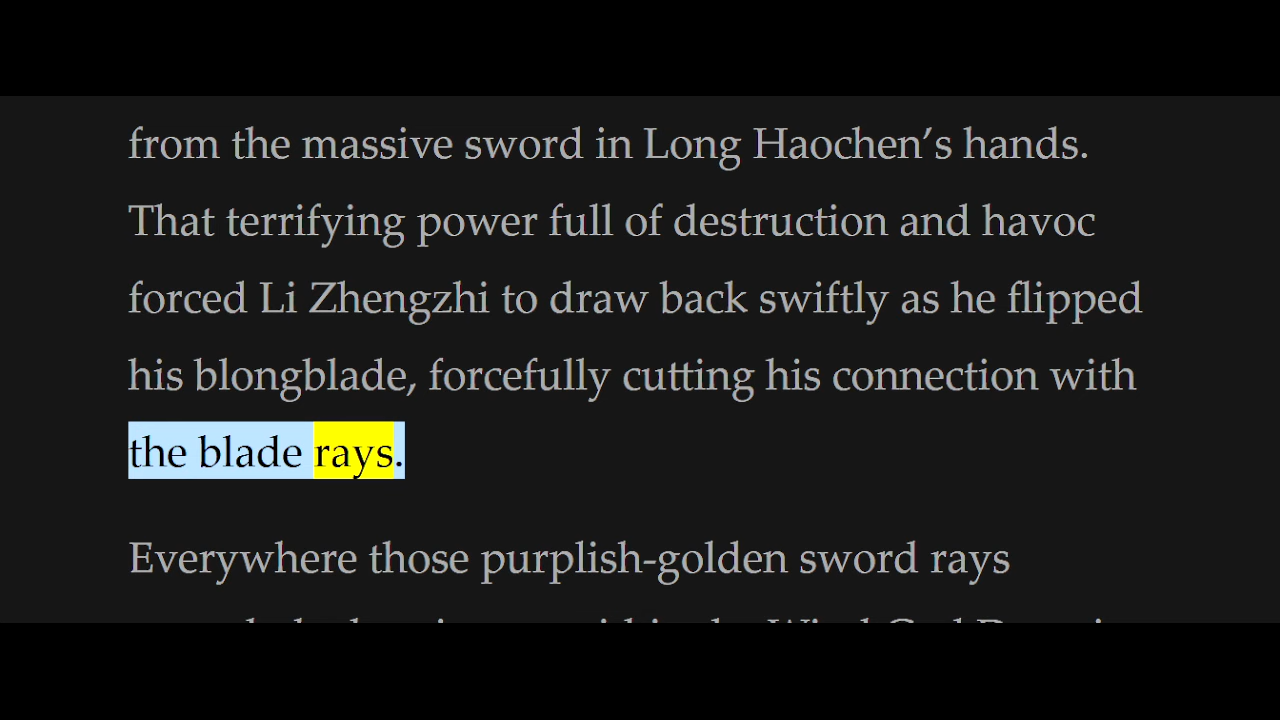 from the massive sword in Long Haochen’s hands.
That terrifying power full of destruction and havoc
forced Li Zhengzhi to draw back swiftly as he flipped
his blongblade, forcefully cutting his connection with
the blade rays.
Everywhere those purplish-golden sword rays